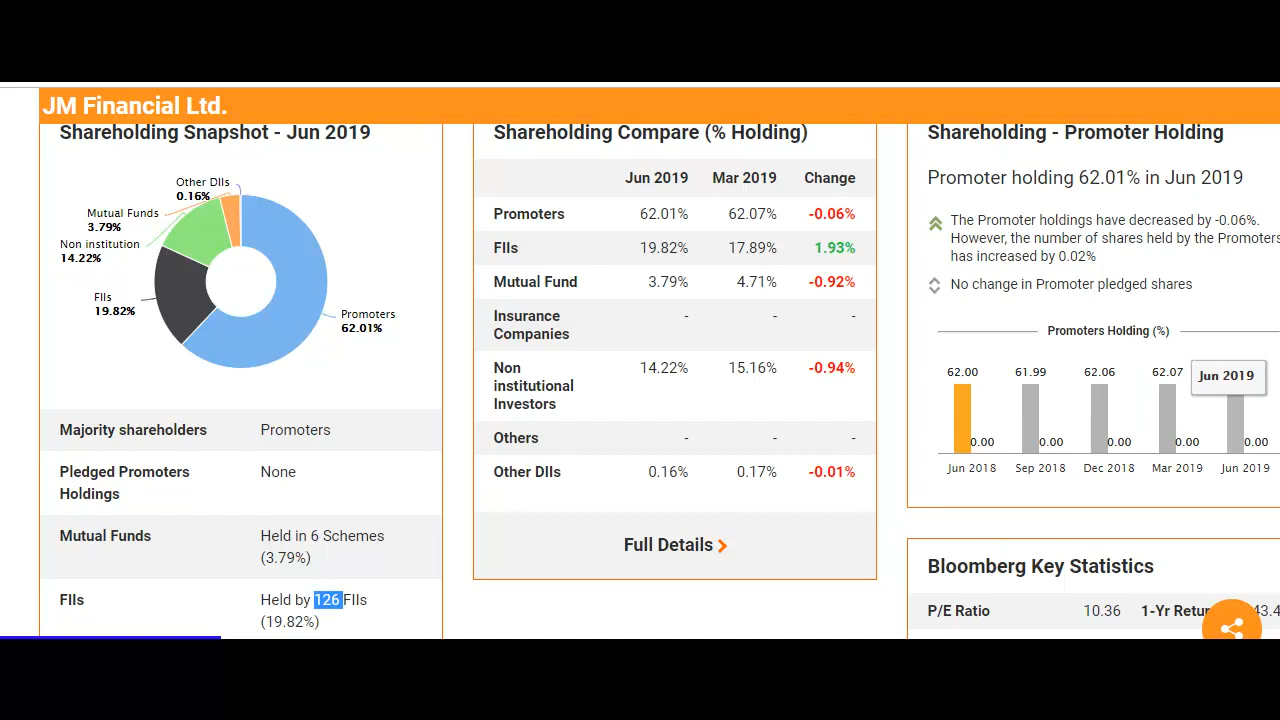 JM Financial Ltd.
Shareholding Snapshot - Jun 2019
Other DIIs
0.16%
Mutual Funds
3.79%
Non institution
14.22%
FIIs
19.82%
Promoters
62.01%
Majority shareholders Promoters
Pledged Promoters Holdings None
Mutual Funds Held in 6 Schemes
(3.79%)
FIIs Held by 126 FIIs
(19.82%)
Shareholding Compare (% Holding)
Jun 2019 Mar 2019 Change
Promoters 62.01% 62.07% -0.06%
FIIs 19.82% 17.89% 1.93%
Mutual Fund 3.79% 4.71% -0.92%
Insurance
Companies - - -
Non 14.22% 15.16% -0.94%
institutional
Investors
Others - - -
Other DIIs 0.16% 0.17% -0.01%
Full Details
Shareholding - Promoter Holding
Promoter holding 62.01% in Jun 2019
The Promoter holdings have decreased by -0.06%.
However, the number of shares held by the Promoters
has increased by 0.02%
No change in Promoter pledged shares
Promoters Holding (%)
62.00 61.99 62.06 62.07 Jun 2019
0.00 0.00 0.00 0.00 0.00
Jun 2018 Sep 2018 Dec 2018 Mar 2019 Jun 2019
Bloomberg Key Statistics
P/E Ratio 10.36 1-Yr Retur